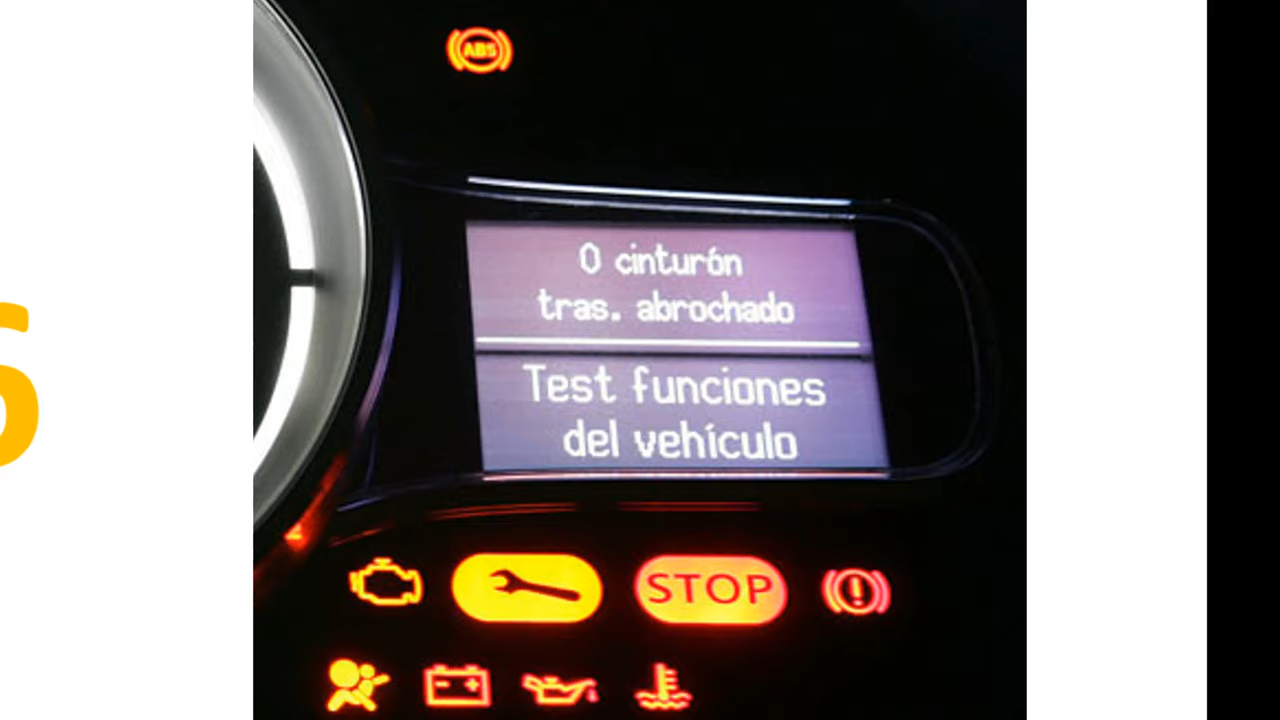 ABS
0 cinturón
tras. abrochado
Test funciones
del vehículo
STOP